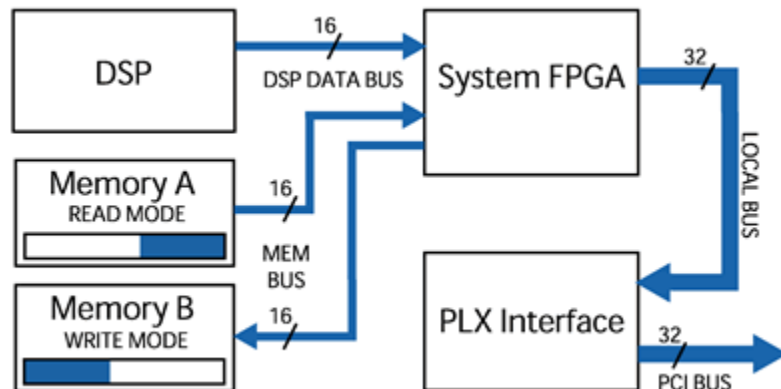 DSP
16
DSP DATA BUS
System FPGA
32
LOCAL BUS
Memory A
READ MODE
16
MEM
BUS
Memory B
WRITE MODE
16
PLX Interface
32
PCI BUS